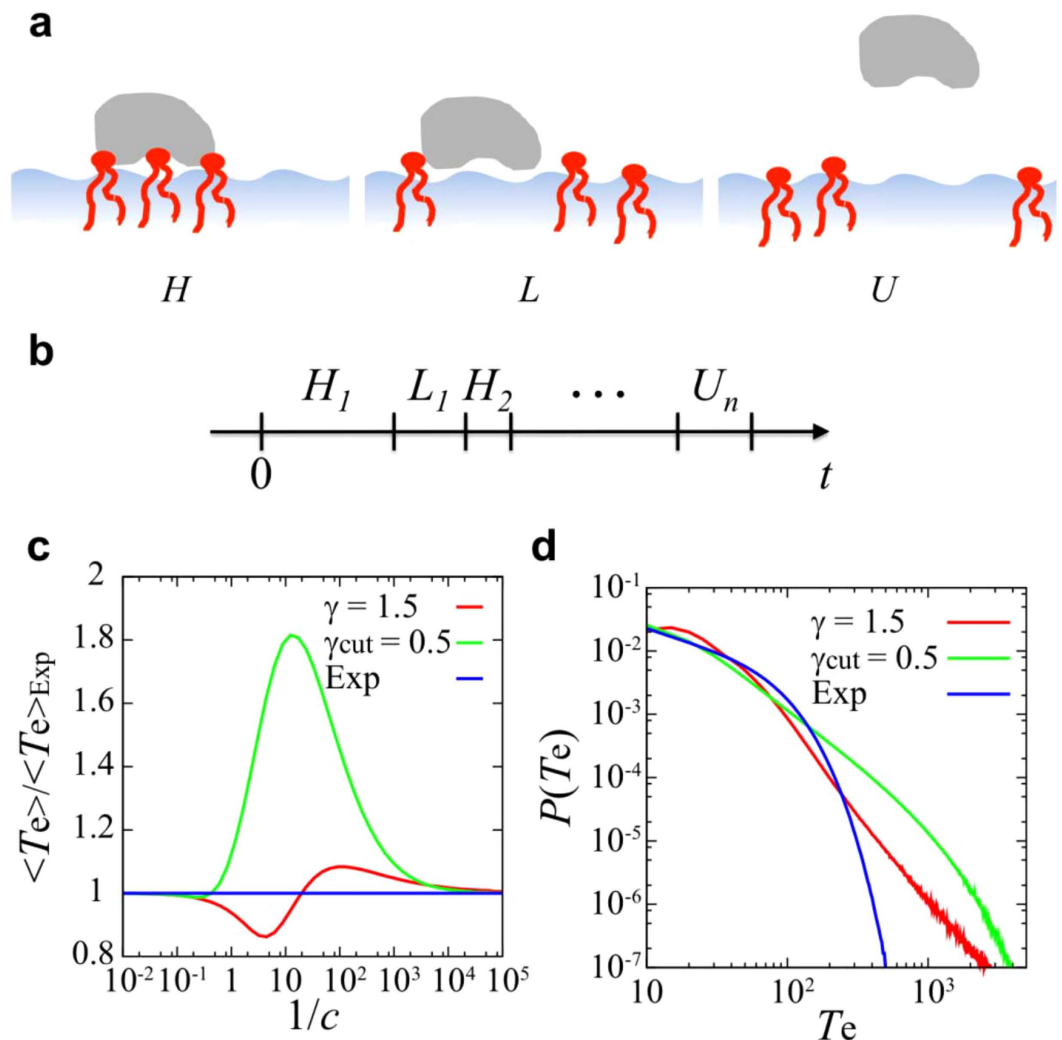 a
H L U
b
H1 L1 H2 ... Un
0 t
c
2
1.8
1.6
1.4
1.2
1
0.8
<Te>/<Te>Exp
γ = 1.5
γcut = 0.5
Exp
10-2 10-1 1 10 102 103 104 105
1/c
d
10-1
10-2
10-3
10-4
10-5
10-6
10-7
P(Te)
γ = 1.5
γcut = 0.5
Exp
10 102 103
Te